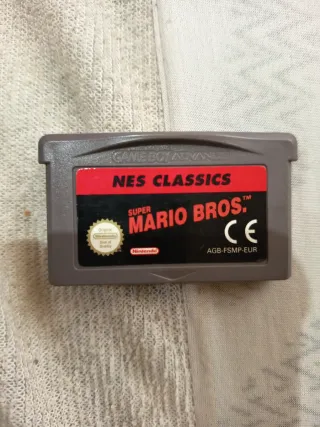 GAME BOY ADVANCE
NES CLASSICS
SUPER
MARIO BROS.™
Nintendo
CE
AGB-FSMP-EUR